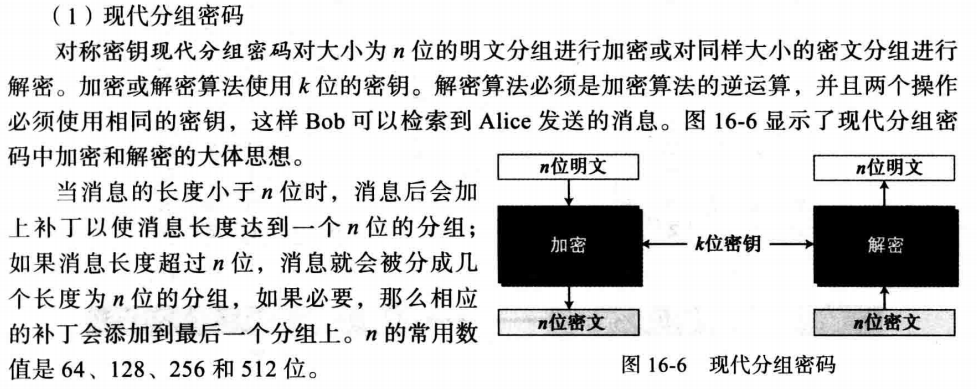 （1）现代分组密码
对称密钥现代分组密码对大小为 n 位的明文分组进行加密或对同样大小的密文分组进行
解密。加密或解密算法使用 k 位的密钥。解密算法必须是加密算法的逆运算，并且两个操作
必须使用相同的密钥，这样 Bob 可以检索到 Alice 发送的消息。图 16-6 显示了现代分组密
码中加密和解密的大体思想。
当消息的长度小于 n 位时，消息后会加
上补丁以使消息长度达到一个 n 位的分组；
如果消息长度超过 n 位，消息就会被分成几
个长度为 n 位的分组，如果必要，那么相应
的补丁会添加到最后一个分组上。n 的常用数
值是 64、128、256 和 512 位。
n位明文
n位明文
加密
k位密钥
解密
n位密文
n位密文
图 16-6 现代分组密码